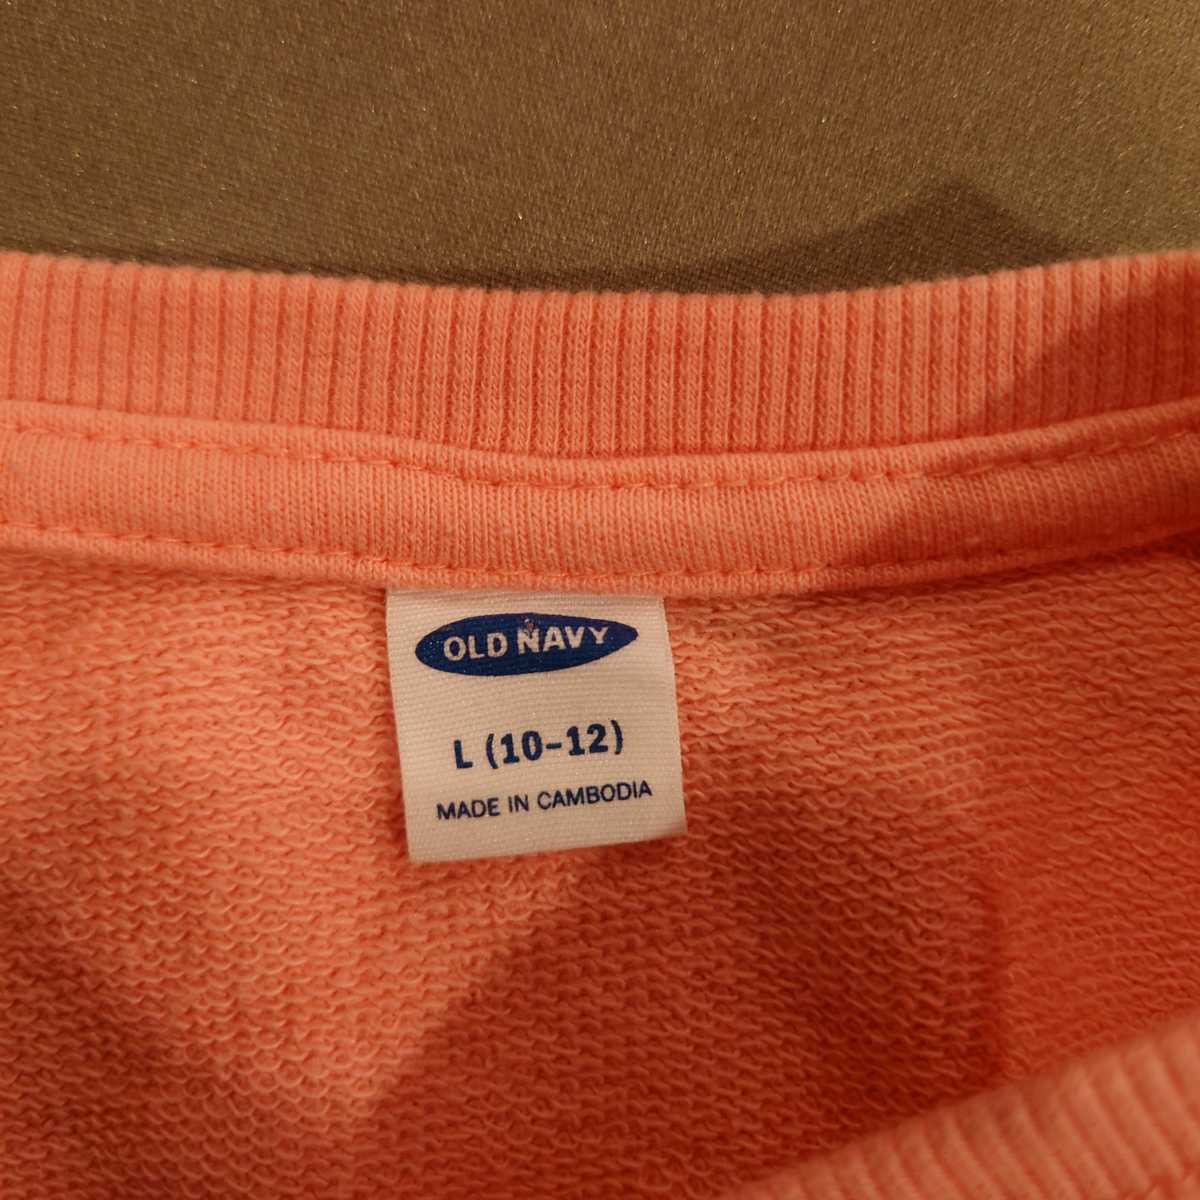 OLD NAVY
L (10-12)
MADE IN CAMBODIA